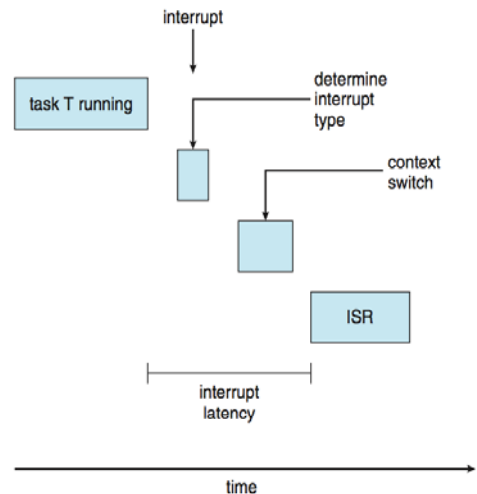 interrupt
task T running
determine
interrupt
type
context
switch
ISR
interrupt
latency
time